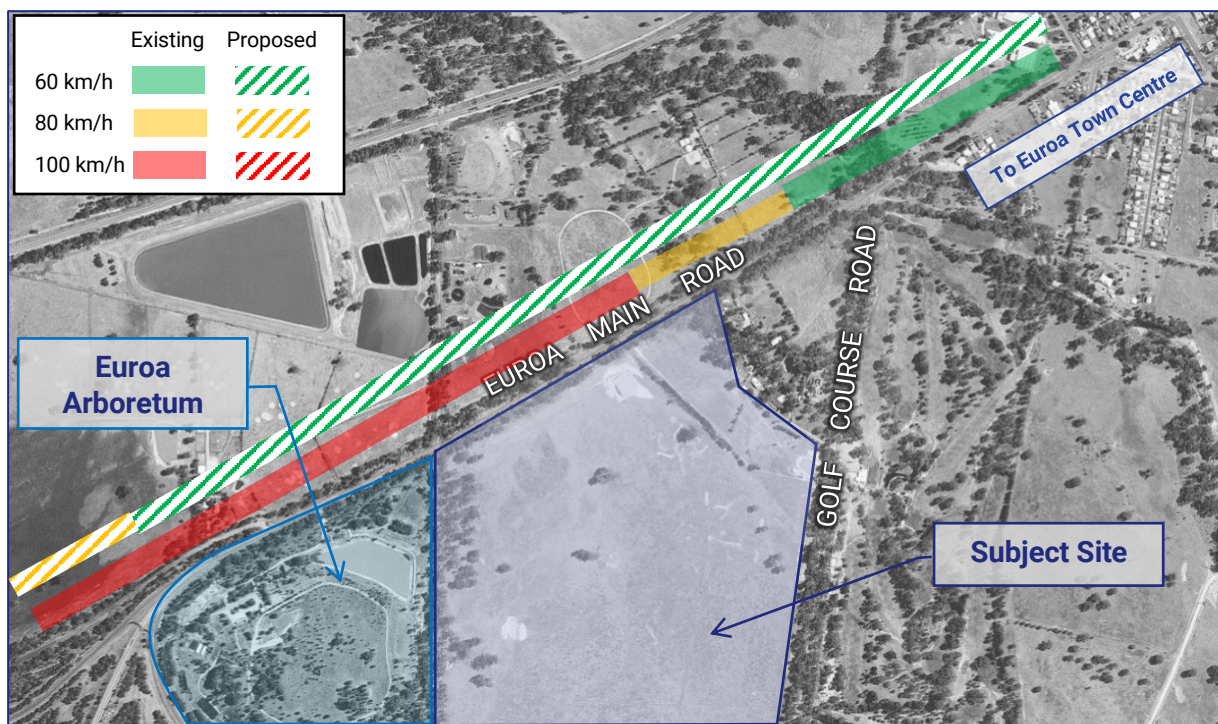 Existing Proposed
60 km/h
80 km/h
100 km/h
To Euroa Town Centre
EUROA MAIN ROAD
GOLF COURSE ROAD
Euroa
Arboretum
Subject Site